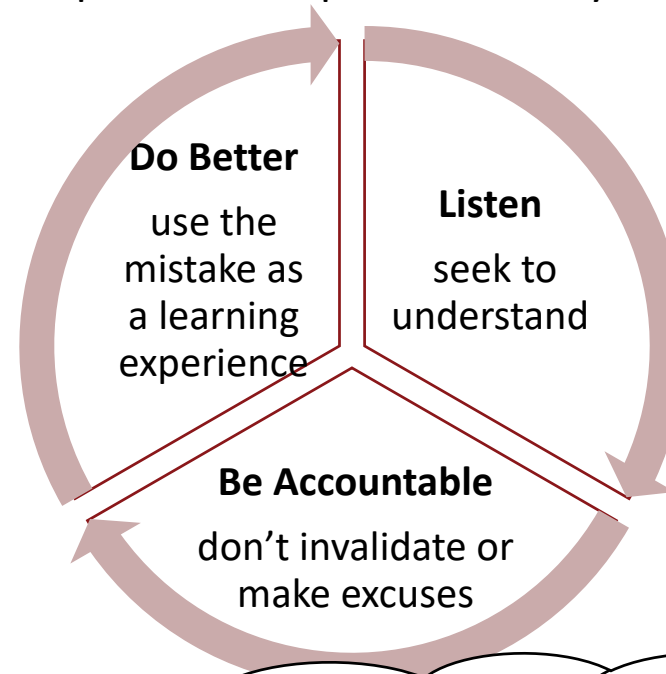 Do Better
use the
mistake as
a learning
experience
Listen
seek to
understand
Be Accountable
don’t invalidate or
make excuses